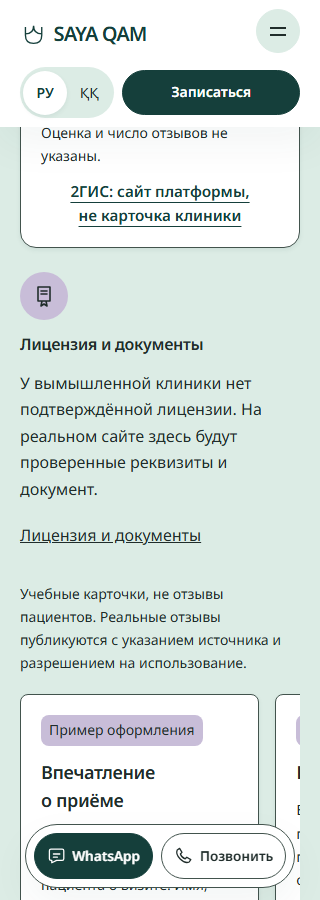 SAYA QAM
РУ
ҚҚ
Записаться
Оценка и число отзывов не
указаны.
2ГИС: сайт платформы,
не карточка клиники
Лицензия и документы
У вымышленной клиники нет
подтверждённой лицензии. На
реальном сайте здесь будут
проверенные реквизиты и
документ.
Лицензия и документы
Учебные карточки, не отзывы
пациентов. Реальные отзывы
публикуются с указанием источника и
разрешением на использование.
Пример оформления
Впечатление
о приёме
WhatsApp
Позвонить